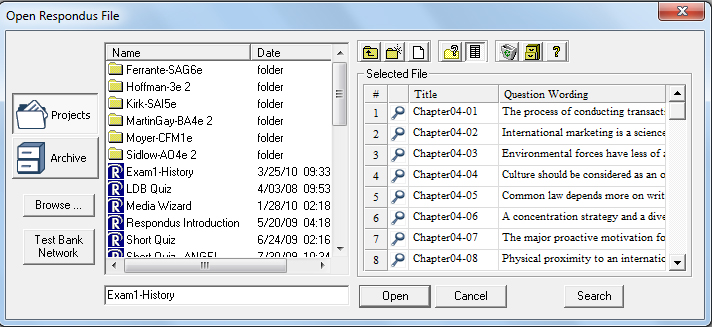 Open Respondus File
Projects
Archive
Browse ...
Test Bank
Network
Name Date
Ferrante-SAG6e folder
Hoffman-3e 2 folder
Kirk-SAI5e folder
MartinGay-BA4e 2 folder
Moyer-CFM1e folder
Sidlow-AO4e 2 folder
R Exam1-History 3/25/10 09:33
R LDB Quiz 4/03/08 09:53
R Media Wizard 1/28/10 02:18
R Respondus Introduction 5/20/09 04:18
R Short Quiz 6/24/09 02:16
R Short Quiz - ANGEL 7/20/09 10:24
Exam1-History
?
Selected File
# Title Question Wording
1 Chapter04-01 The process of conducting transact
2 Chapter04-02 International marketing is a science
3 Chapter04-03 Environmental forces have less of a
4 Chapter04-04 Culture should be considered as an o
5 Chapter04-05 Common law depends more on writ
6 Chapter04-06 A concentration strategy and a dive
7 Chapter04-07 The major proactive motivation fo
8 Chapter04-08 Physical proximity to an internatio
Open Cancel Search